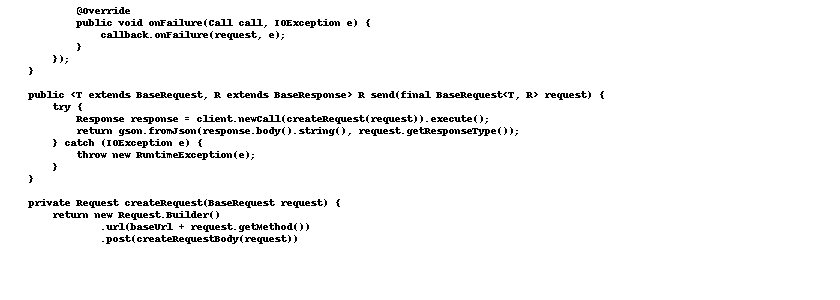 @Override
public void onFailure(Call call, IOException e) {
callback.onFailure(request, e);
}
});
}
public <T extends BaseRequest, R extends BaseResponse> R send(final BaseRequest<T, R> request) {
try {
Response response = client.newCall(createRequest(request)).execute();
return gson.fromJson(response.body().string(), request.getResponseType());
} catch (IOException e) {
throw new RuntimeException(e);
}
}
private Request createRequest(BaseRequest request) {
return new Request.Builder()
.url(baseUrl + request.getMethod())
.post(createRequestBody(request))